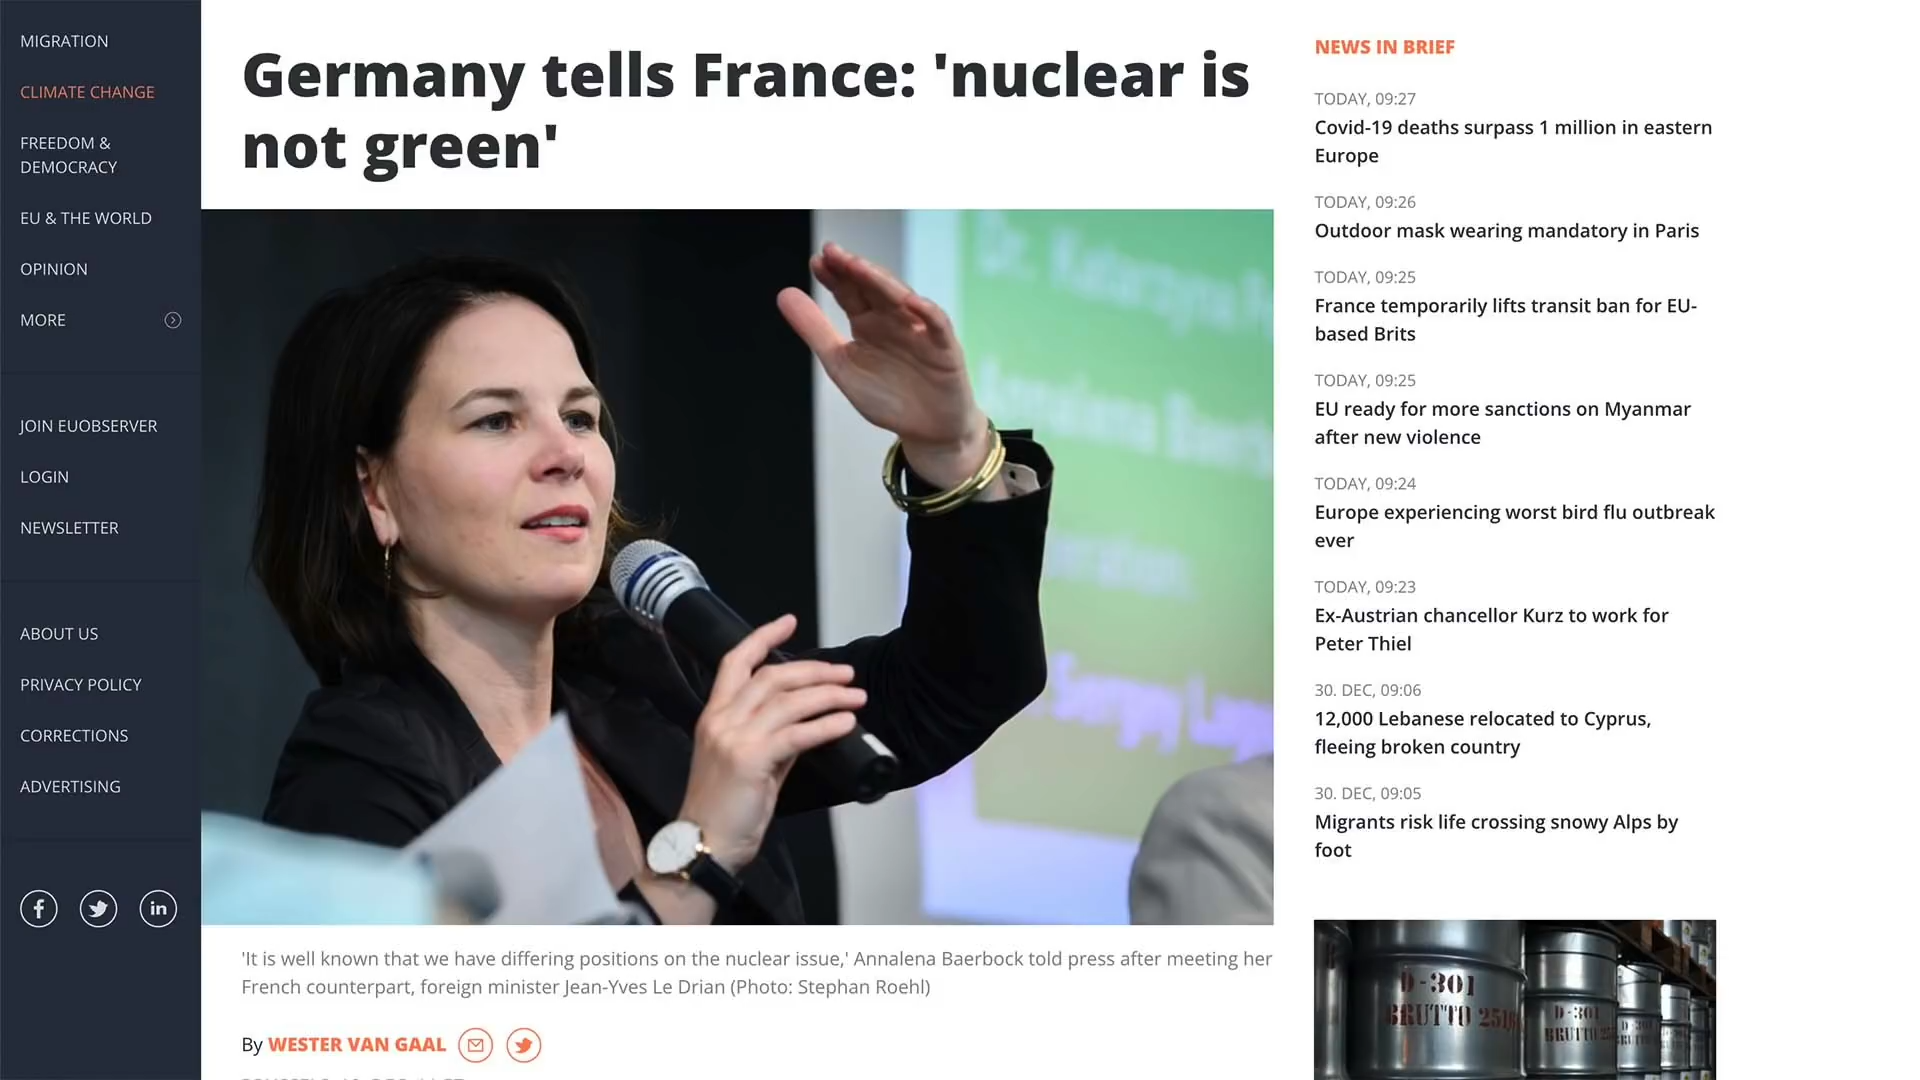 MIGRATION
CLIMATE CHANGE
FREEDOM &
DEMOCRACY
EU & THE WORLD
OPINION
MORE
JOIN EUOBSERVER
LOGIN
NEWSLETTER
ABOUT US
PRIVACY POLICY
CORRECTIONS
ADVERTISING
Germany tells France: 'nuclear is
not green'
Dr. Katarzyna
Annalena
Sergey
'It is well known that we have differing positions on the nuclear issue,' Annalena Baerbock told press after meeting her
French counterpart, foreign minister Jean-Yves Le Drian (Photo: Stephan Roehl)
By WESTER VAN GAAL
NEWS IN BRIEF
TODAY, 09:27
Covid-19 deaths surpass 1 million in eastern
Europe
TODAY, 09:26
Outdoor mask wearing mandatory in Paris
TODAY, 09:25
France temporarily lifts transit ban for EU-
based Brits
TODAY, 09:25
EU ready for more sanctions on Myanmar
after new violence
TODAY, 09:24
Europe experiencing worst bird flu outbreak
ever
TODAY, 09:23
Ex-Austrian chancellor Kurz to work for
Peter Thiel
30. DEC, 09:06
12,000 Lebanese relocated to Cyprus,
fleeing broken country
30. DEC, 09:05
Migrants risk life crossing snowy Alps by
foot
D-301
BRUTTO
D-301
BRUTTO